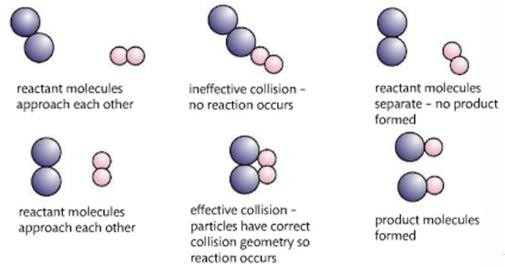 reactant molecules
approach each other
ineffective collision –
no reaction occurs
reactant molecules
separate – no product
formed
reactant molecules
approach each other
effective collision –
particles have correct
collision geometry so
reaction occurs
product molecules
formed